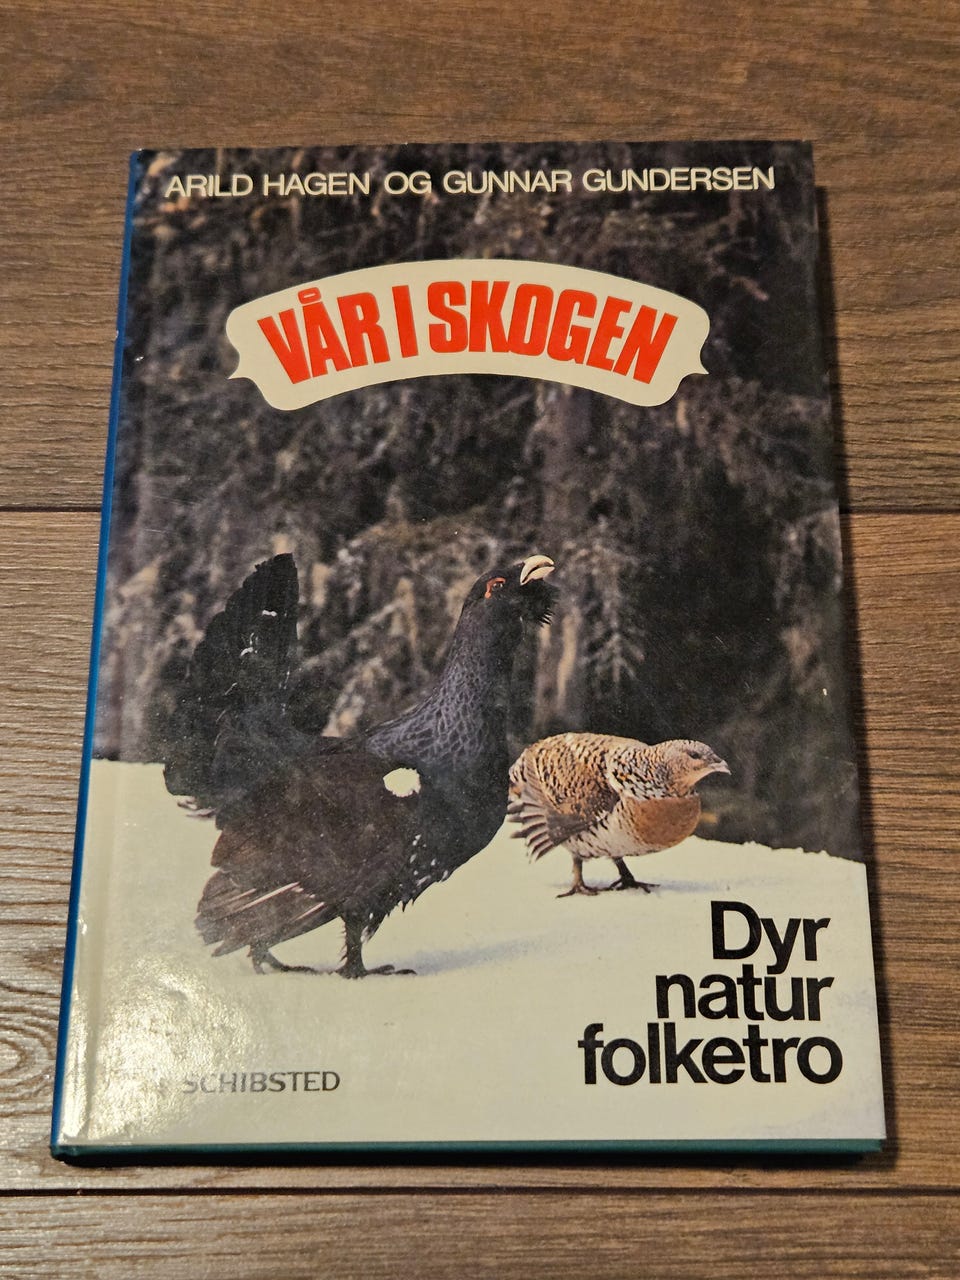 ARILD HAGEN OG GUNNAR GUNDERSEN
VÅR I SKOGEN
Dyr
natur
folketro
SCHIBSTED